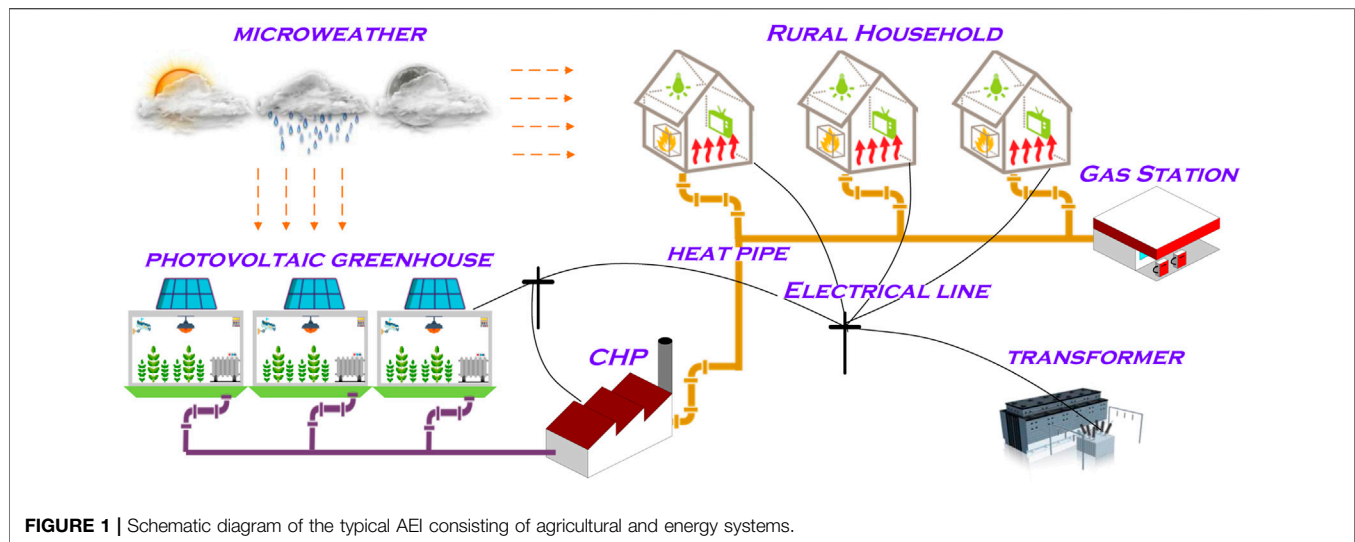 MICROWEATHER
RURAL HOUSEHOLD
GAS STATION
PHOTOVOLTAIC GREENHOUSE
HEAT PIPE
ELECTRICAL LINE
CHP
TRANSFORMER
FIGURE 1 | Schematic diagram of the typical AEI consisting of agricultural and energy systems.